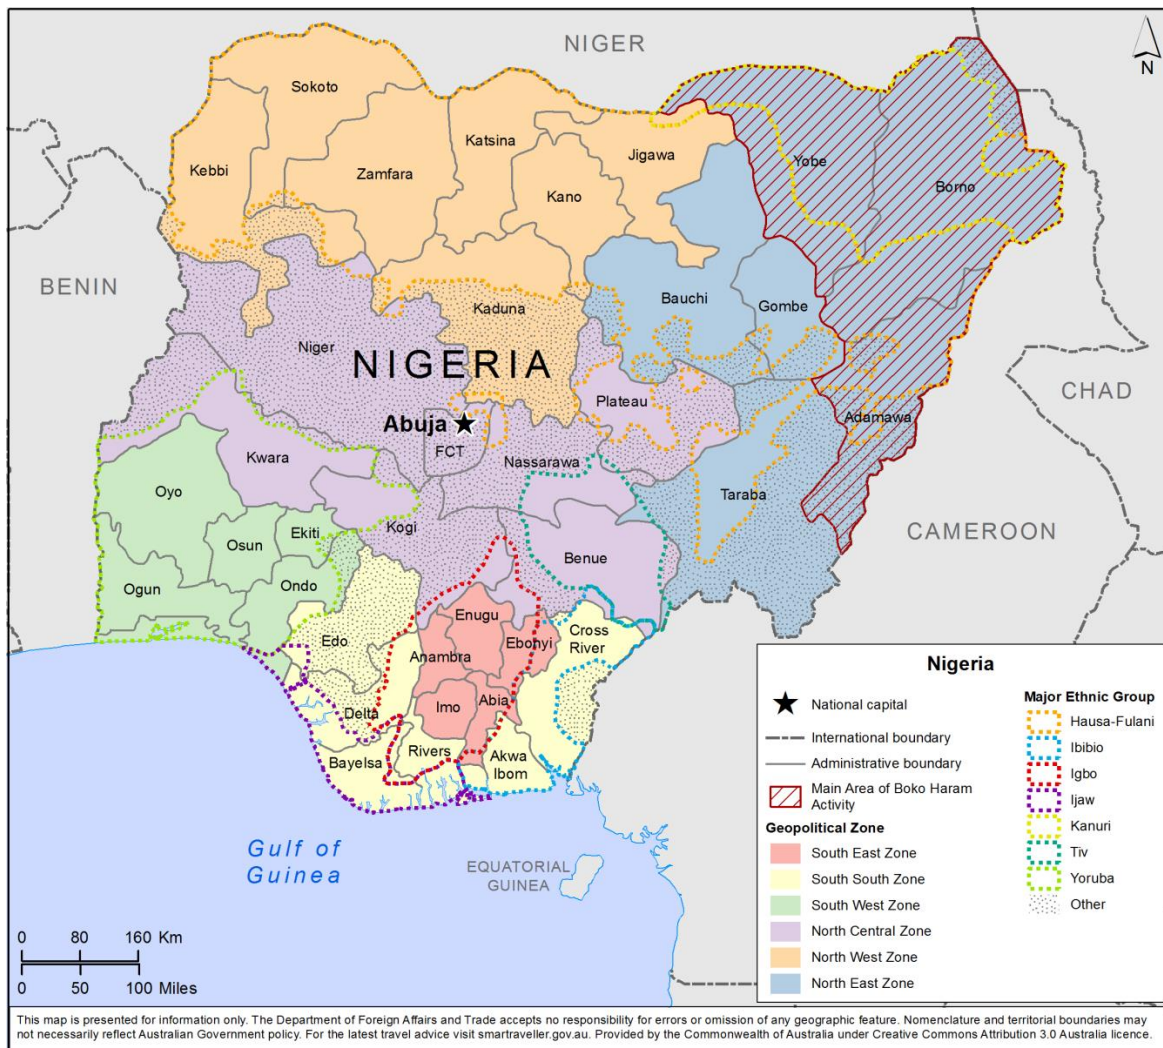 NIGER
N
Sokoto
Katsina
Jigawa
Yobe
Kebbi
Zamfara
Kano
Borno
BENIN
Kaduna
Bauchi
Gombe
Niger
NIGERIA
CHAD
Plateau
Adamawa
Abuja
FCT
Kwara
Nassarawa
Oyo
Taraba
Kogi
CAMEROON
Ekiti
Osun
Benue
Ogun
Ondo
Enugu
Edo
Ebonyi
Cross
River
Anambra
Imo
Abia
Delta
Rivers
Akwa
Ibom
Bayelsa
Gulf of
Guinea
EQUATORIAL
GUINEA
0 80 160 Km
0 50 100 Miles
Nigeria
National capital
International boundary
Administrative boundary
Main Area of Boko Haram
Activity
Geopolitical Zone
South East Zone
South South Zone
South West Zone
North Central Zone
North West Zone
North East Zone
Major Ethnic Group
Hausa-Fulani
Ibibio
Igbo
Ijaw
Kanuri
Tiv
Yoruba
Other
This map is presented for information only. The Department of Foreign Affairs and Trade accepts no responsibility for errors or omission of any geographic feature. Nomenclature and territorial boundaries may
not necessarily reflect Australian Government policy. For the latest travel advice visit smartraveller.gov.au. Provided by the Commonwealth of Australia under Creative Commons Attribution 3.0 Australia licence.